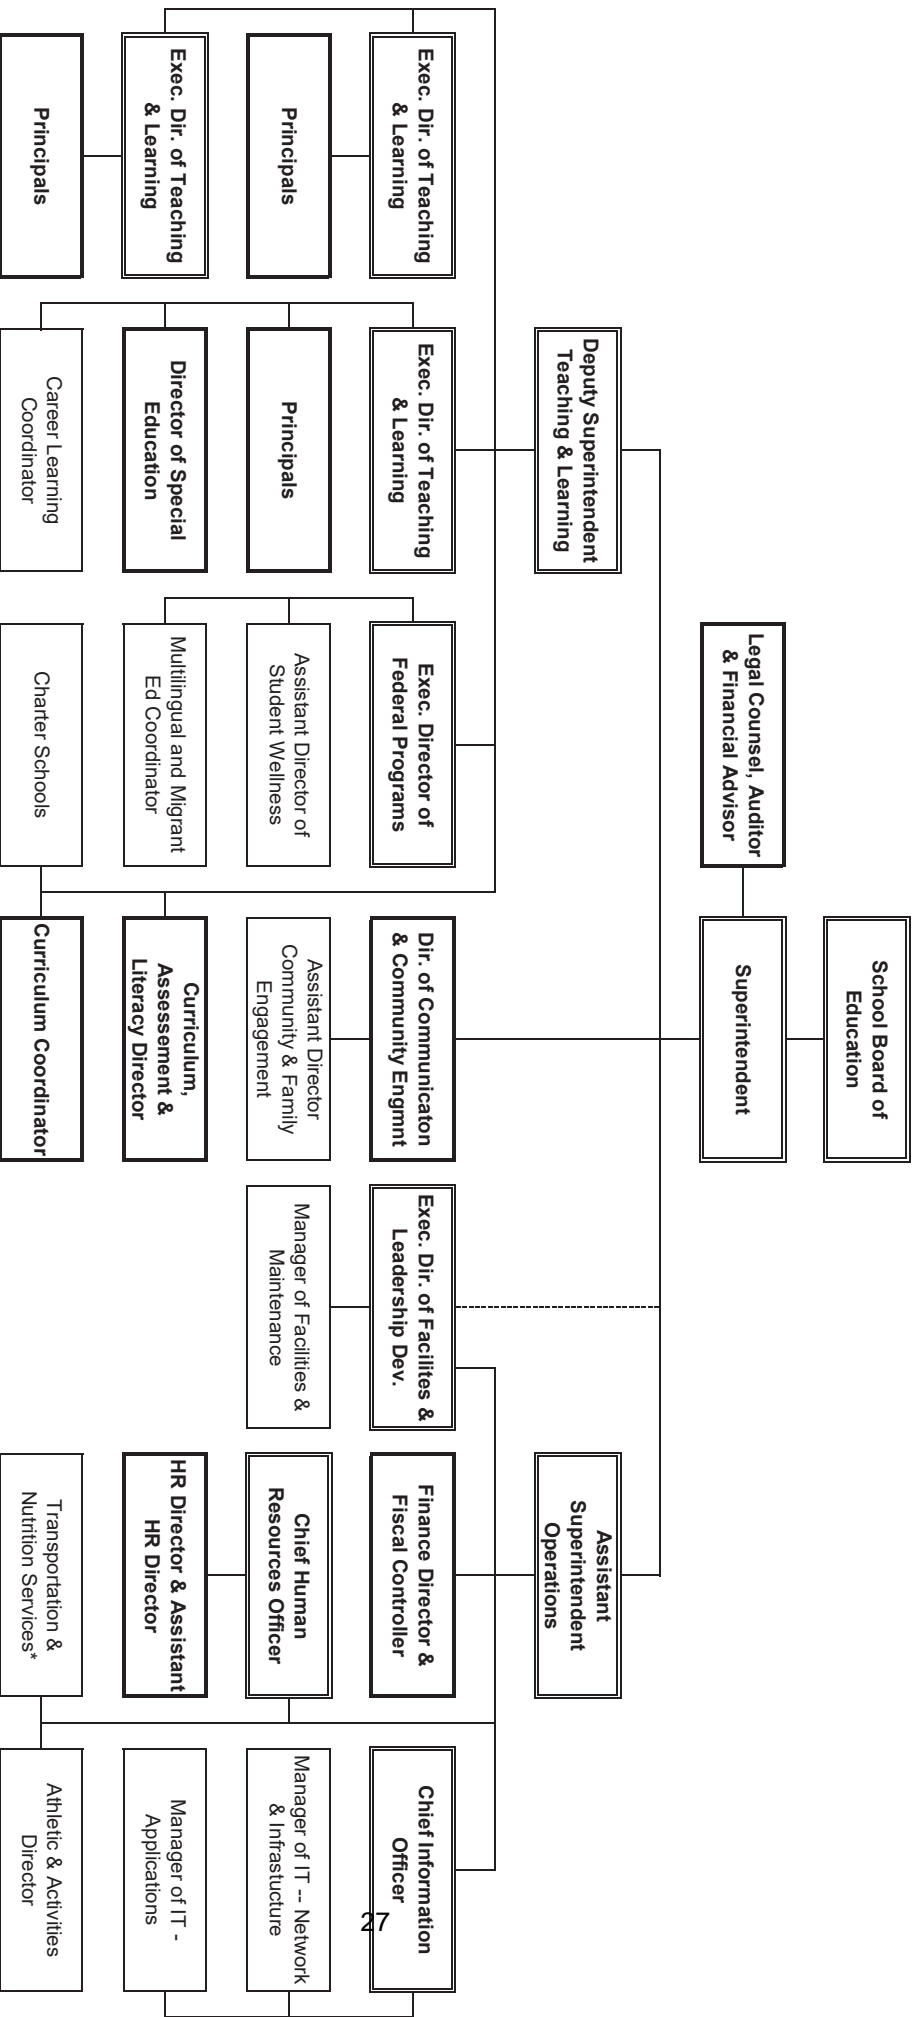 School Board of
Education
Legal Counsel, Auditor
& Financial Advisor
Superintendent
Deputy Superintendent
Teaching & Learning
Assistant
Superintendent
Operations
Exec. Dir. of Teaching
& Learning
Exec. Dir. of Teaching
& Learning
Exec. Director of
Federal Programs
Dir. of Communicaton
& Community Engmnt
Exec. Dir. of Facilites &
Leadership Dev.
Finance Director &
Fiscal Controller
Chief Information
Officer
Principals
Principals
Assistant Director of
Student Wellness
Assistant Director
Community & Family
Engagement
Manager of Facilities &
Maintenance
Chief Human
Resources Officer
Manager of IT -- Network
& Infrastucture
Exec. Dir. of Teaching
& Learning
Director of Special
Education
Multilingual and Migrant
Ed Coordinator
Curriculum,
Assessement &
Literacy Director
HR Director & Assistant
HR Director
Manager of IT -
Applications
Principals
Career Learning
Coordinator
Charter Schools
Curriculum Coordinator
Transportation &
Nutrition Services*
Athletic & Activities
Director
27